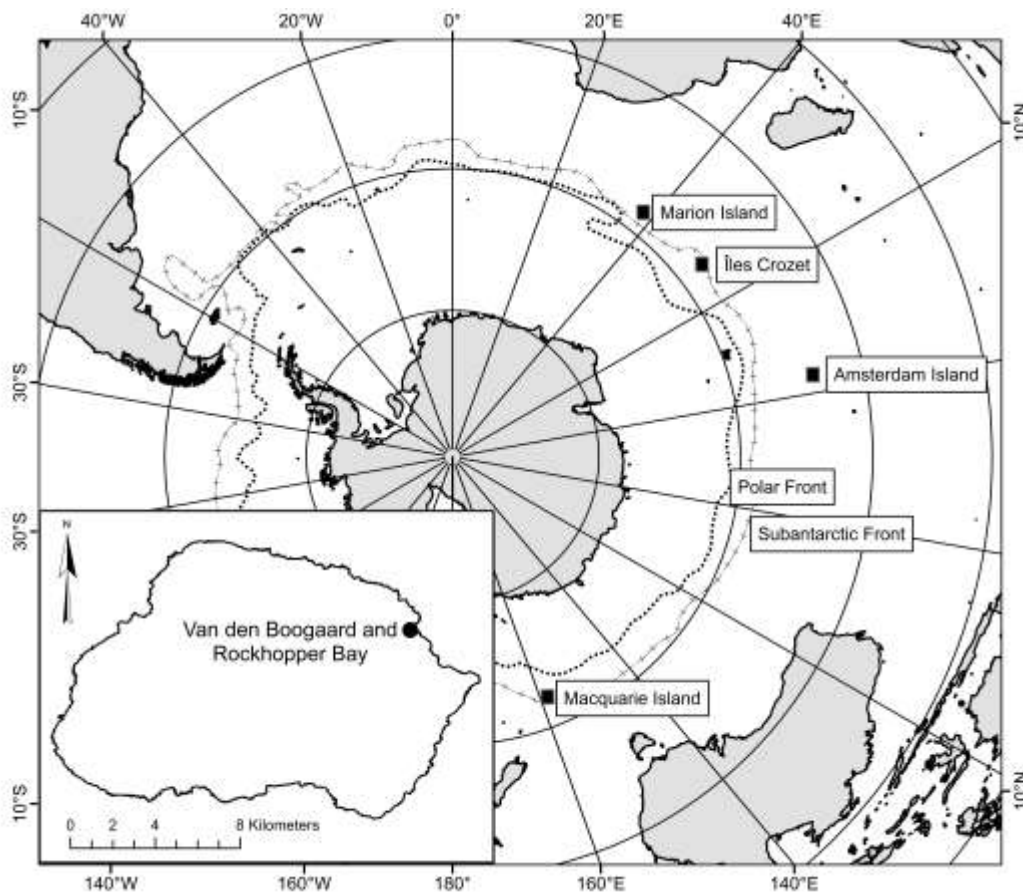 40°W
20°W
0°
20°E
40°E
10°S
10°N
Marion Island
Îles Crozet
Amsterdam Island
30°S
Polar Front
30°S
Subantarctic Front
N
Van den Boogaard and
Rockhopper Bay
Macquarie Island
10°S
10°N
0 2 4 8 Kilometers
140°W
160°W
180°
160°E
140°E